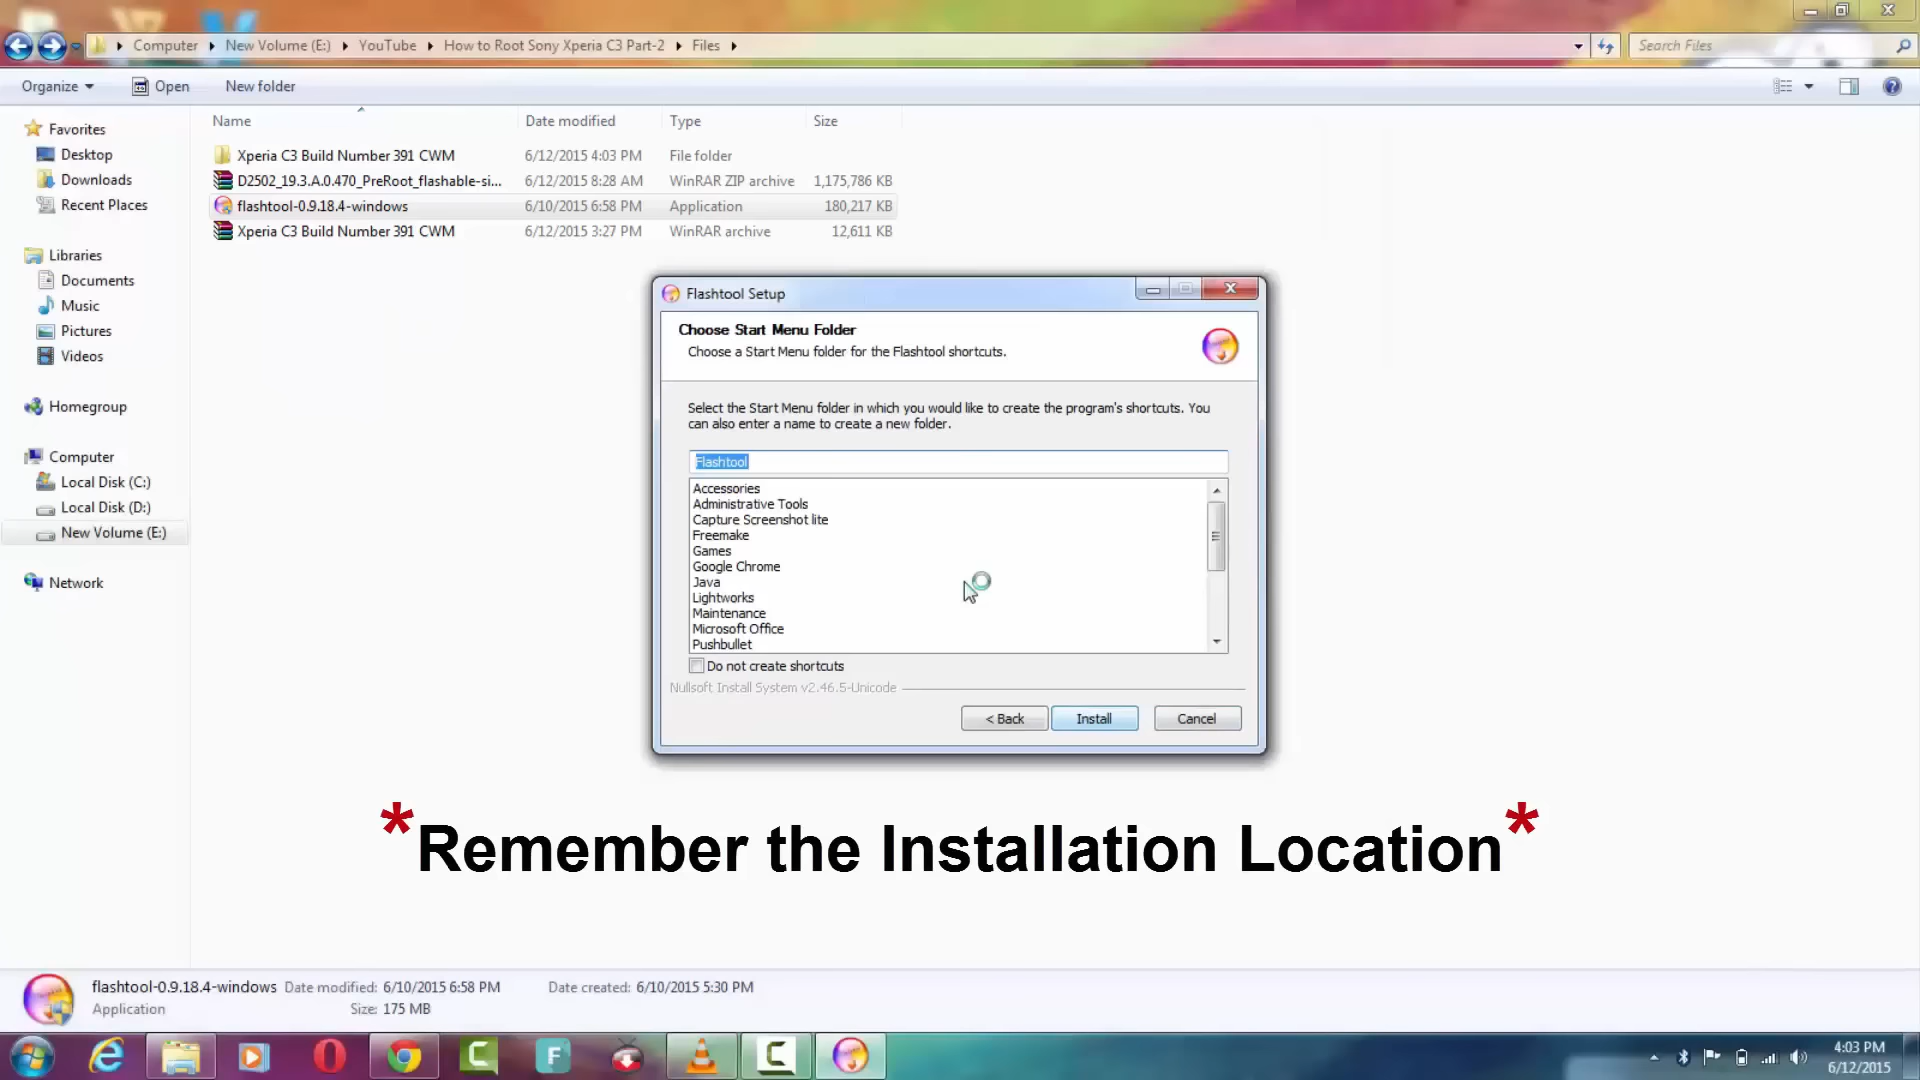 Computer New Volume (E:) YouTube How to Root Sony Xperia C3 Part-2 Files
Search Files
Organize Open New folder
Name Date modified Type Size
Favorites
Desktop
Downloads
Recent Places
Libraries
Documents
Music
Pictures
Videos
Homegroup
Computer
Local Disk (C:)
Local Disk (D:)
New Volume (E:)
Network
Xperia C3 Build Number 391 CWM 6/12/2015 4:03 PM File folder
D2502_19.3.A.0.470_PreRoot_flashable-si... 6/12/2015 8:28 AM WinRAR ZIP archive 1,175,786 KB
flashtool-0.9.18.4-windows 6/10/2015 6:58 PM Application 180,217 KB
Xperia C3 Build Number 391 CWM 6/12/2015 3:27 PM WinRAR archive 12,611 KB
Flashtool Setup
Choose Start Menu Folder
Choose a Start Menu folder for the Flashtool shortcuts.
Select the Start Menu folder in which you would like to create the program's shortcuts. You
can also enter a name to create a new folder.
Flashtool
Accessories
Administrative Tools
Capture Screenshot lite
Freemake
Games
Google Chrome
Java
Lightworks
Maintenance
Microsoft Office
Pushbullet
Do not create shortcuts
Nullsoft Install System v2.46.5-Unicode
< Back Install Cancel
*Remember the Installation Location*
flashtool-0.9.18.4-windows Date modified: 6/10/2015 6:58 PM Date created: 6/10/2015 5:30 PM
Application Size: 175 MB
4:03 PM
6/12/2015